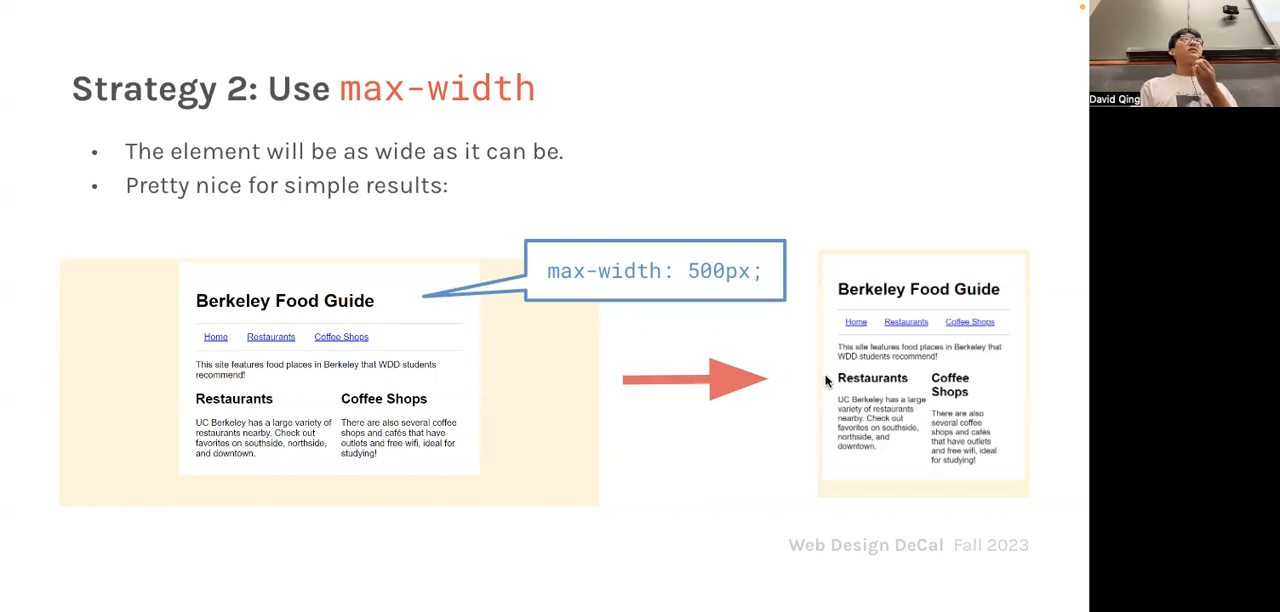 Strategy 2: Use max-width
• The element will be as wide as it can be.
• Pretty nice for simple results:
max-width: 500px;
Berkeley Food Guide
Home Restaurants Coffee Shops
This site features food places in Berkeley that WDD students
recommend!
Restaurants
UC Berkeley has a large variety of
restaurants nearby. Check out
favorites on southside, northside,
and downtown.
Coffee Shops
There are also several coffee
shops and cafés that have
outlets and free wifi, ideal for
studying!
Berkeley Food Guide
Home Restaurants Coffee Shops
This site features food places in Berkeley that
WDD students recommend!
Restaurants
UC Berkeley has a large
variety of restaurants
nearby. Check out
favorites on southside,
northside, and
downtown.
Coffee
Shops
There are also
several coffee
shops and cafés
that have outlets
and free wifi, ideal
for studying!
Web Design DeCal Fall 2023
David Qing